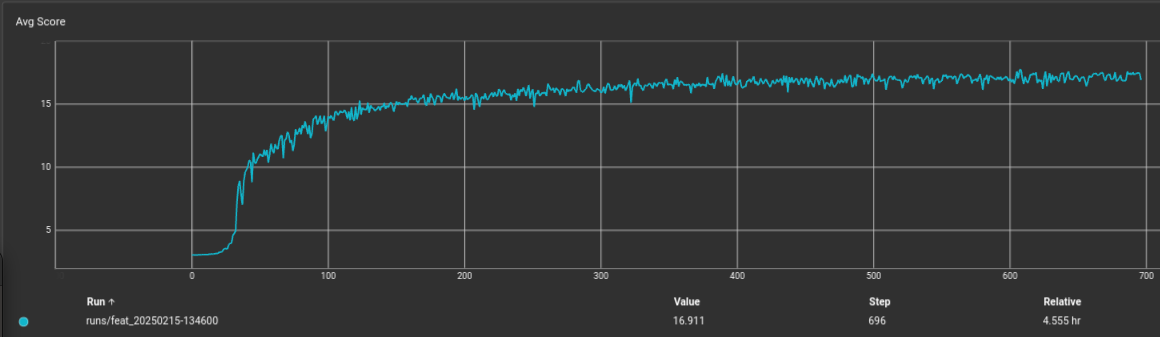 Avg Score
15
10
5
0 100 200 300 400 500 600 700
Run ↑ Value Step Relative
runs/feat_20250215-134600 16.911 696 4.555 hr